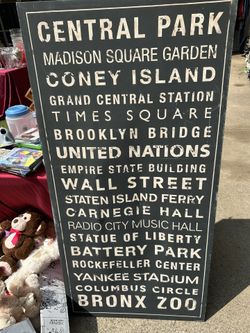 CENTRAL PARK
MADISON SQUARE GARDEN
CONEY ISLAND
GRAND CENTRAL STATION
TIMES SQUARE
BROOKLYN BRIDGE
UNITED NATIONS
EMPIRE STATE BUILDING
WALL STREET
STATEN ISLAND FERRY
CARNEGIE HALL
RADIO CITY MUSIC HALL
STATUE OF LIBERTY
BATTERY PARK
ROCKEFELLER CENTER
YANKEE STADIUM
COLUMBUS CIRCLE
BRONX ZOO